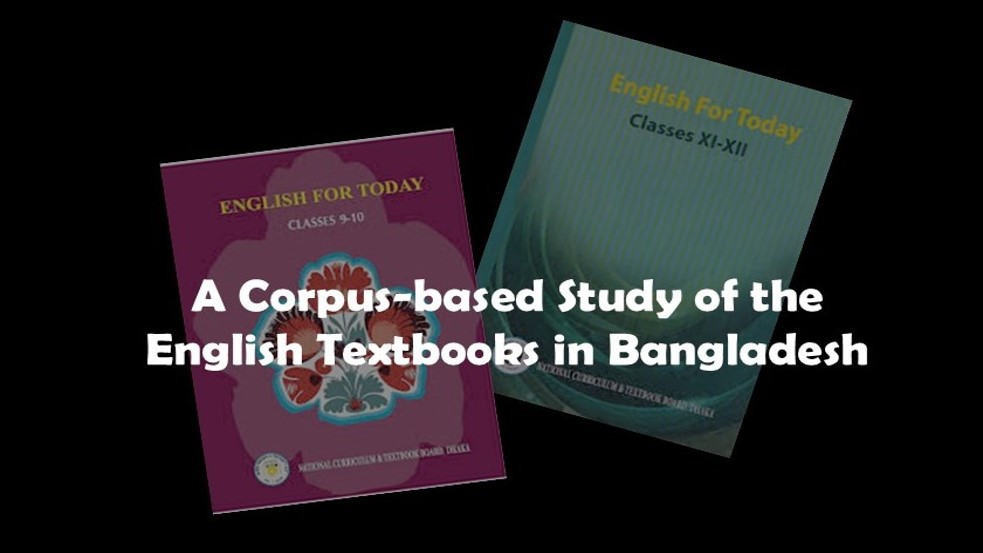 English For Today
Classes XI-XII
ENGLISH FOR TODAY
CLASSES 9-10
A Corpus-based Study of the
English Textbooks in Bangladesh
NATIONAL CURRICULUM & TEXTBOOK BOARD, DHAKA
NATIONAL CURRICULUM & TEXTBOOK BOARD, DHAKA